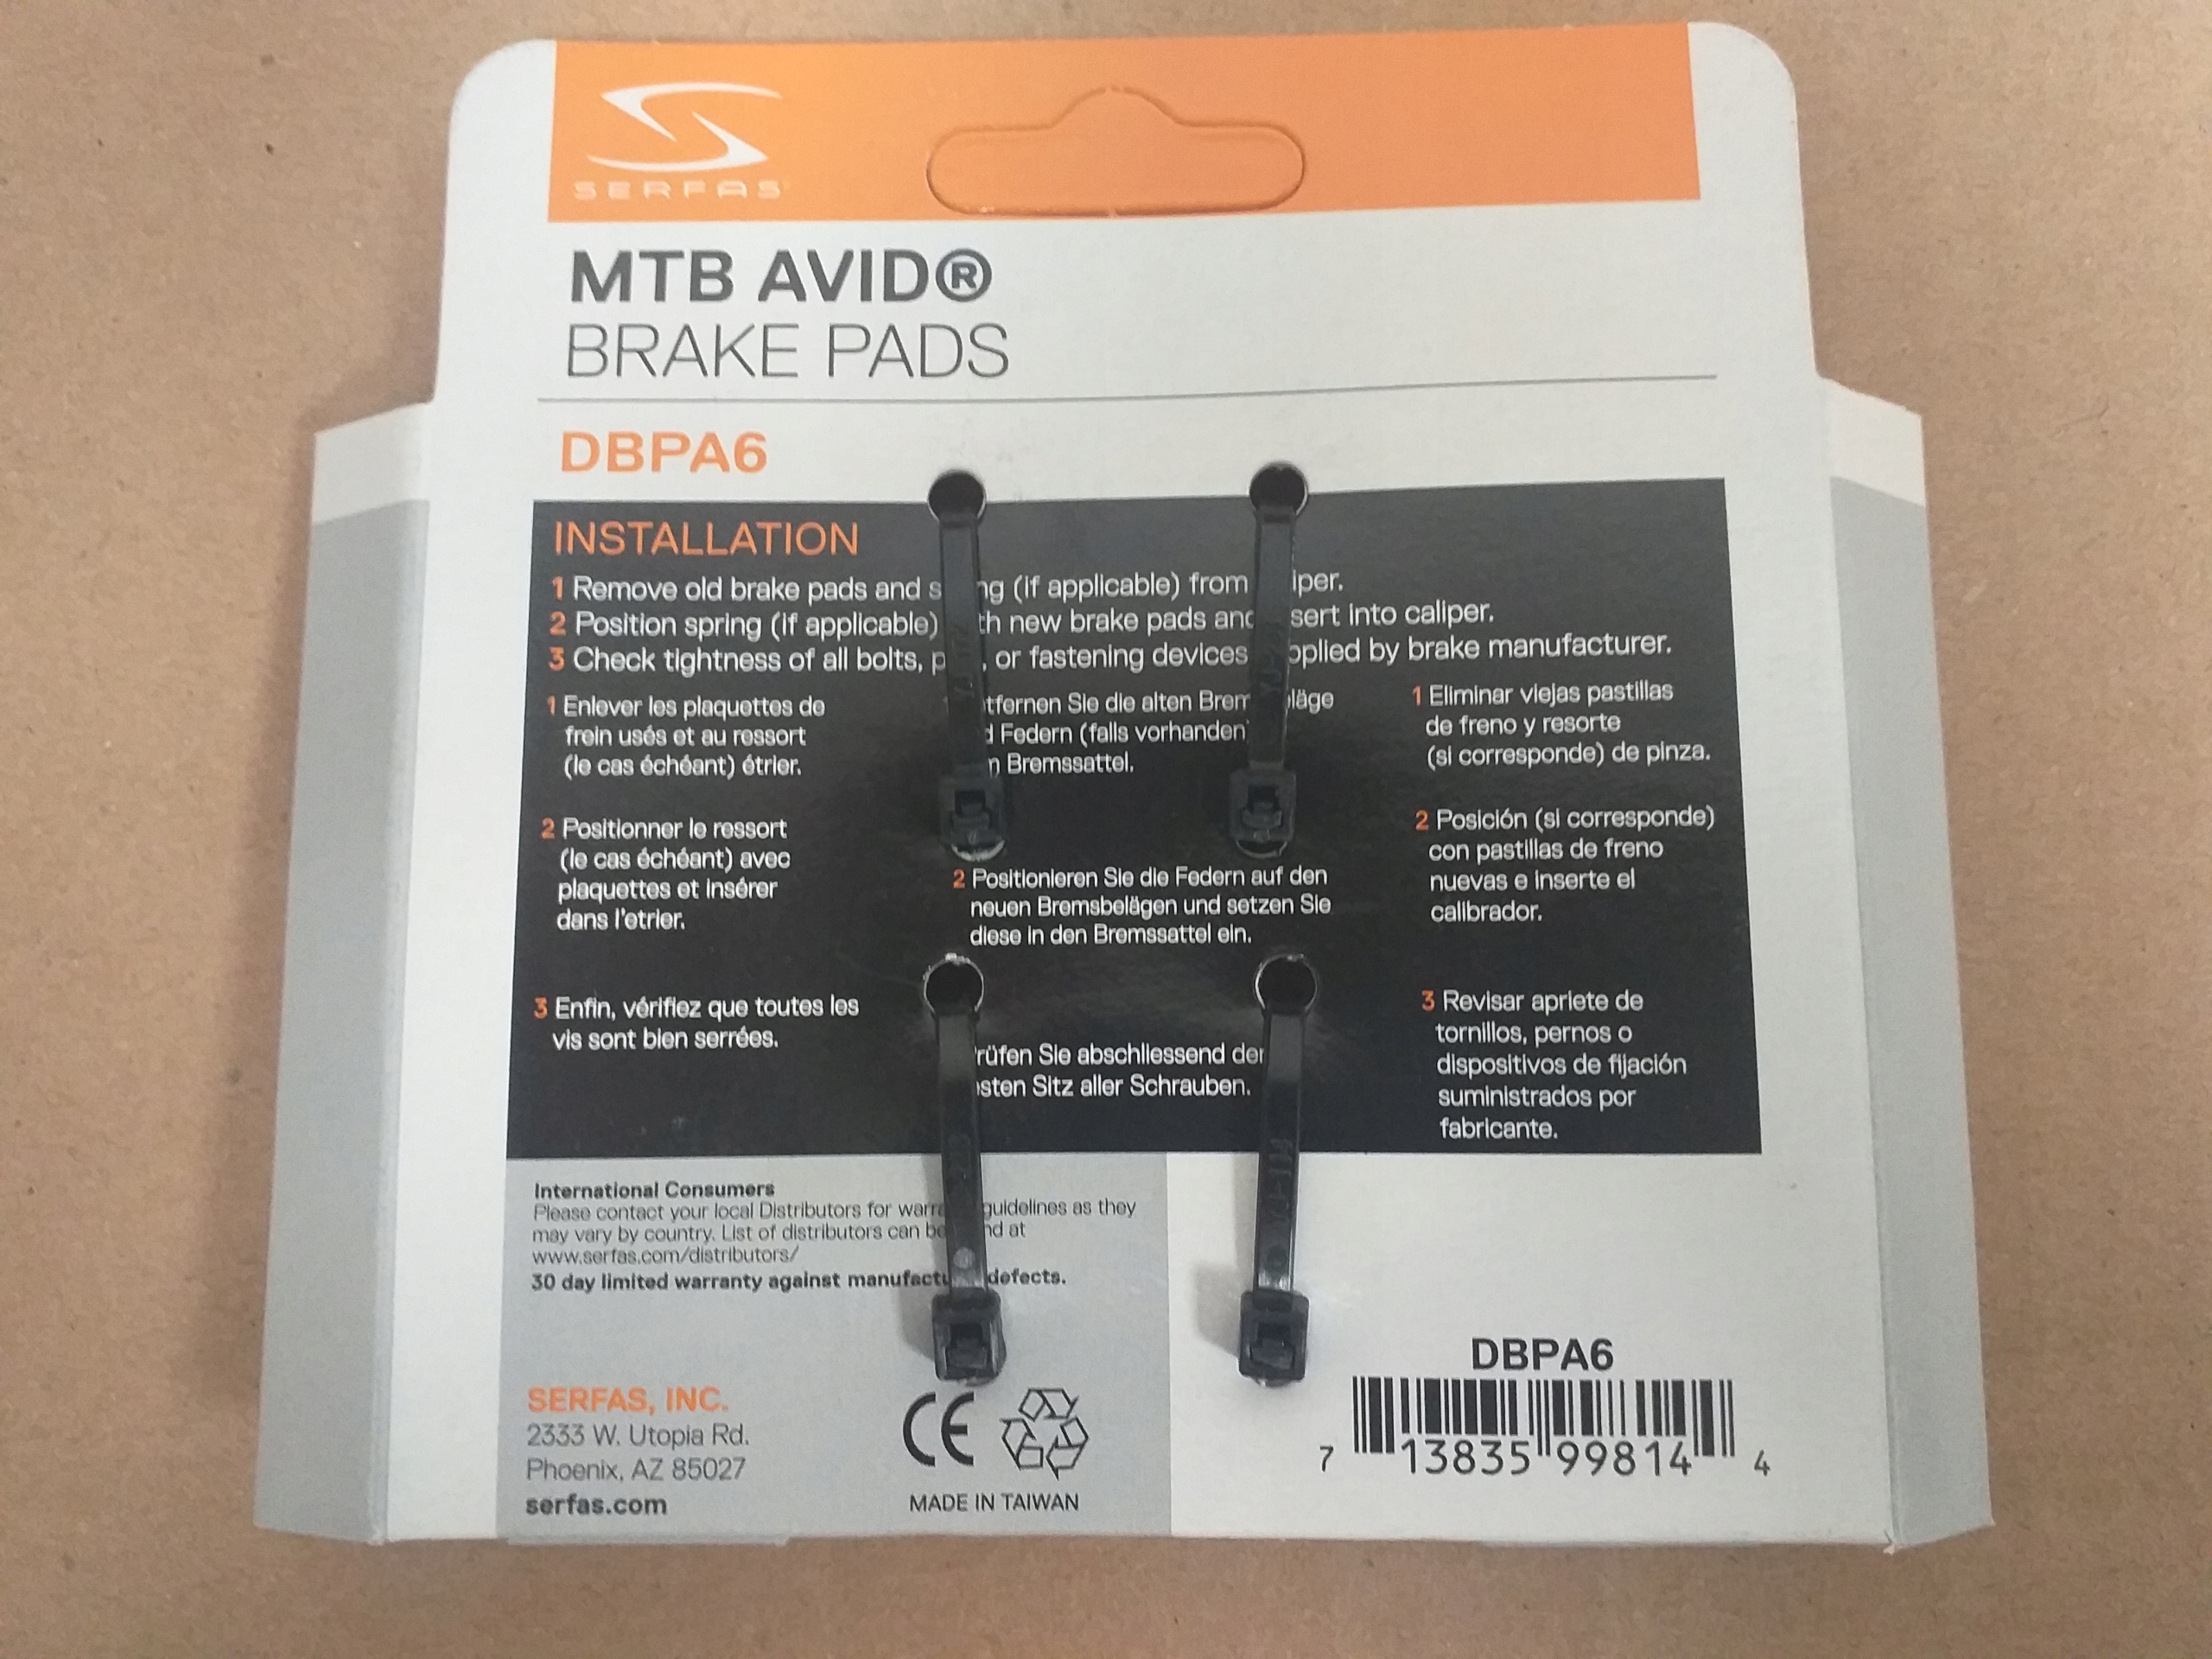 SERFAS
MTB AVID®
BRAKE PADS
DBPA6
INSTALLATION
1 Remove old brake pads and (if applicable) from
2 Position spring (if applicable) new brake pads into caliper.
3 Check tightness of all bolts, or fastening devices by brake manufacturer.
1 Enlever les plaquettes de
frein usés et au ressort
(le cas échéant) étrier.
2 Positionner le ressort
(le cas échéant) avec
plaquettes et insérer
dans l'etrier.
3 Enfin, vérifiez que toutes les
vis sont bien serrées.
Sie die alten
Federn (falls vorhanden)
Bremssattel.
2 Positionieren Sie die Federn auf den
neuen Bremsbelägen und setzen Sie
diese in den Bremssattel ein.
Sie abschliessend
Sitz aller Schrauben.
1 Eliminar viejas pastillas
de freno y resorte
(si corresponde) de pinza.
2 Posición (si corresponde)
con pastillas de freno
nuevas e inserte el
calibrador.
3 Revisar apriete de
tornillos, pernos o
dispositivos de fijación
suministrados por
fabricante.
International Consumers
Please contact your local Distributors for guidelines as they
may vary by country. List of distributors can at
www.serfas.com/distributors/
30 day limited warranty against defects.
SERFAS, INC.
2333 W. Utopia Rd.
Phoenix, AZ 85027
serfas.com
CE
MADE IN TAIWAN
DBPA6
7 13835 99814 4